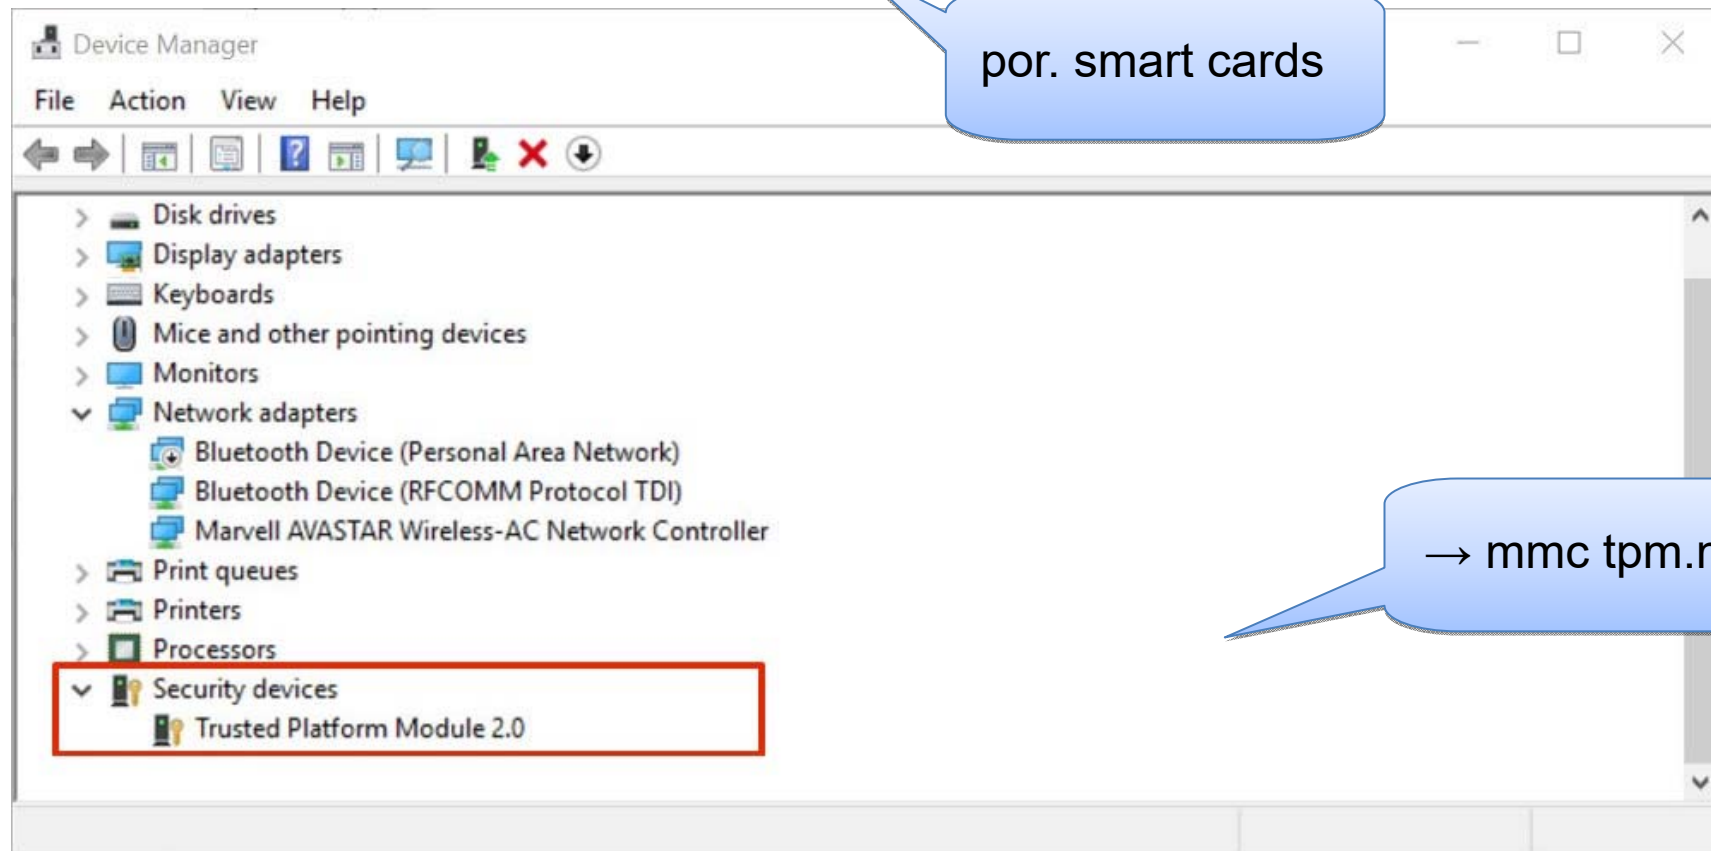 por. smart cards
Device Manager
File Action View Help
Disk drives
Display adapters
Keyboards
Mice and other pointing devices
Monitors
Network adapters
Bluetooth Device (Personal Area Network)
Bluetooth Device (RFCOMM Protocol TDI)
Marvell AVASTAR Wireless-AC Network Controller
→ mmc tpm.
Print queues
Printers
Processors
Security devices
Trusted Platform Module 2.0